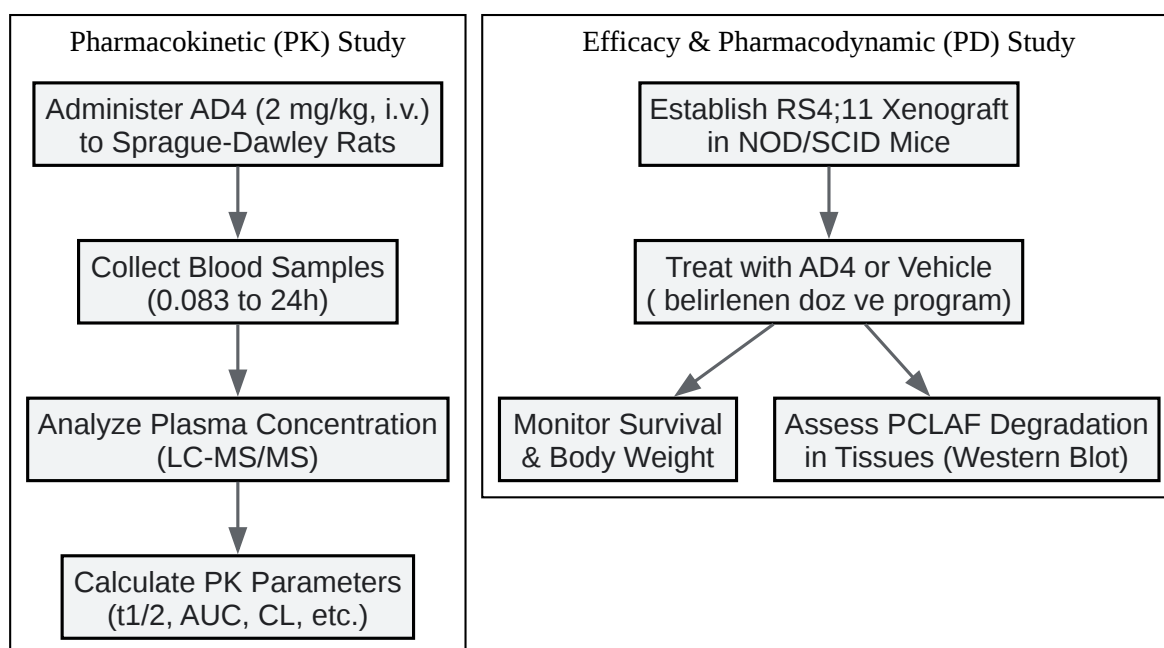 Pharmacokinetic (PK) Study
Administer AD4 (2 mg/kg, i.v.)
to Sprague-Dawley Rats
Collect Blood Samples
(0.083 to 24h)
Analyze Plasma Concentration
(LC-MS/MS)
Calculate PK Parameters
(t1/2, AUC, CL, etc.)
Efficacy & Pharmacodynamic (PD) Study
Establish RS4;11 Xenograft
in NOD/SCID Mice
Treat with AD4 or Vehicle
( belirlenen doz ve program)
Monitor Survival
& Body Weight
Assess PCLAF Degradation
in Tissues (Western Blot)